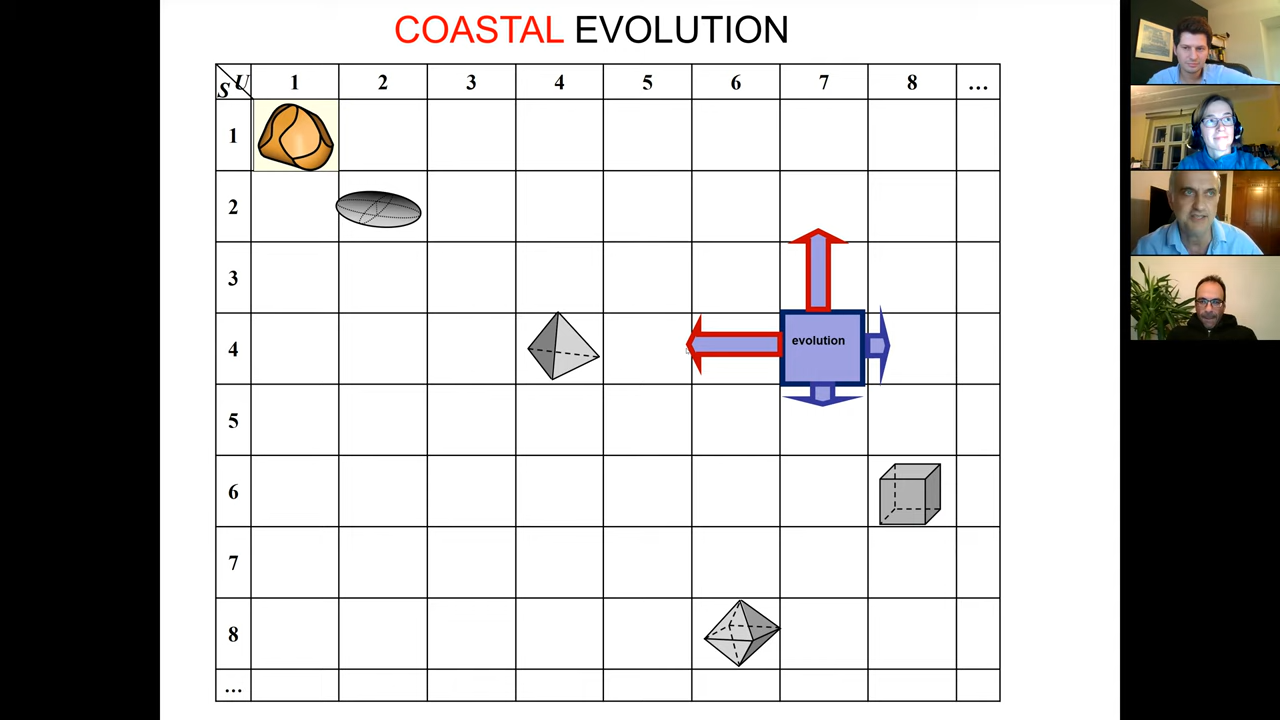 COASTAL EVOLUTION
S U 1 2 3 4 5 6 7 8 ...
1
2
3
4 evolution
5
6
7
8
...